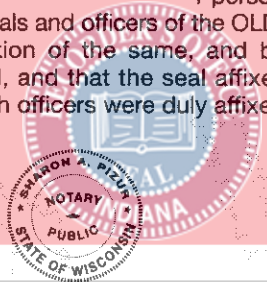 , perso
als and officers of the OLD
tion of the same, and b
, and that the seal affixe
h officers were duly affixe
SEAL
INDIANA
SHARON A. PIZUR
NOTARY
PUBLIC
STATE OF WISCONSIN